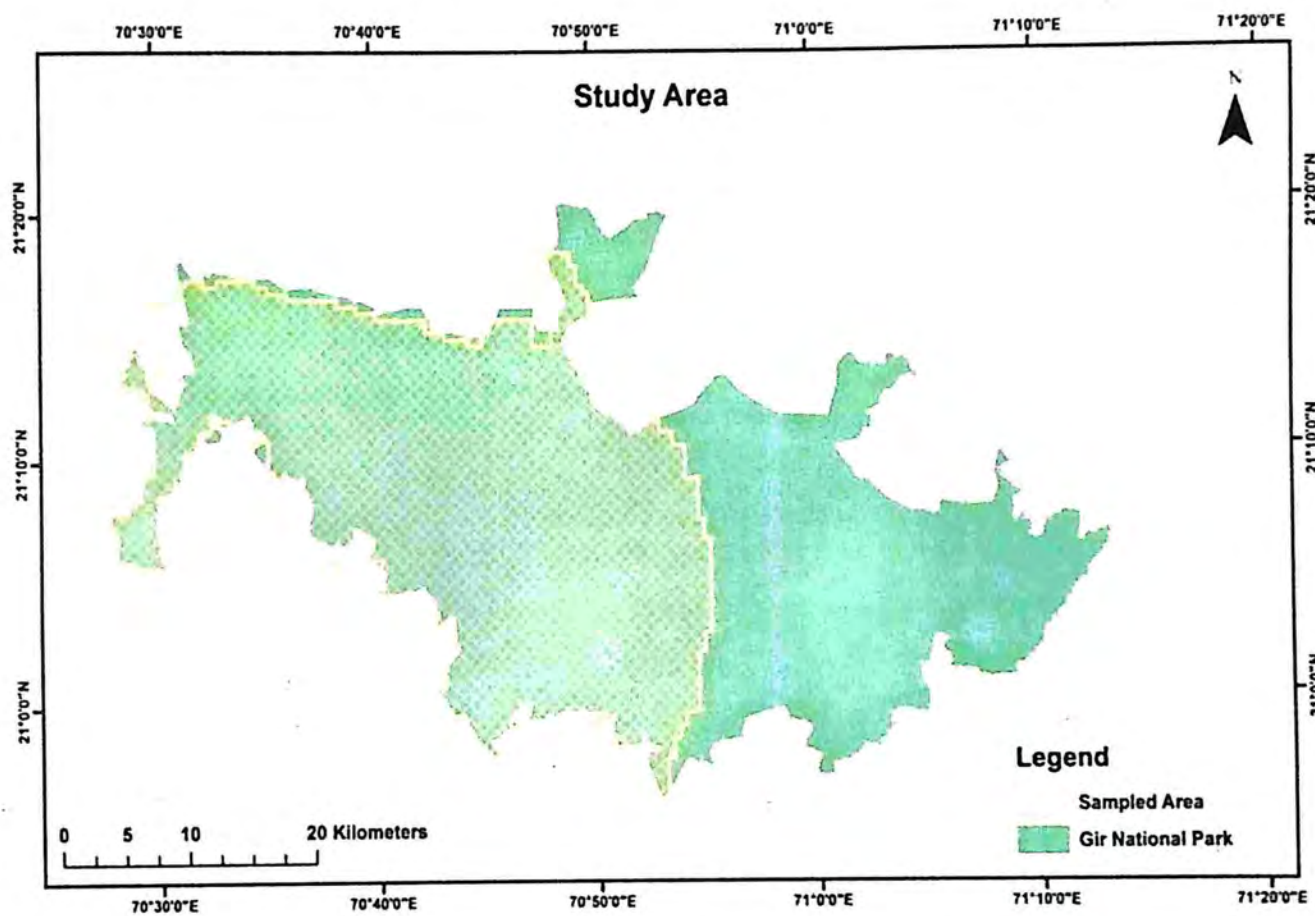 70°30'0"E 70°40'0"E 70°50'0"E 71°0'0"E 71°10'0"E 71°20'0"E
Study Area
N
21°20'0"N 21°20'0"N
21°10'0"N 21°10'0"N
21°0'0"N 21°0'0"N
Legend
Sampled Area
Gir National Park
0 5 10 20 Kilometers
70°30'0"E 70°40'0"E 70°50'0"E 71°0'0"E 71°10'0"E 71°20'0"E